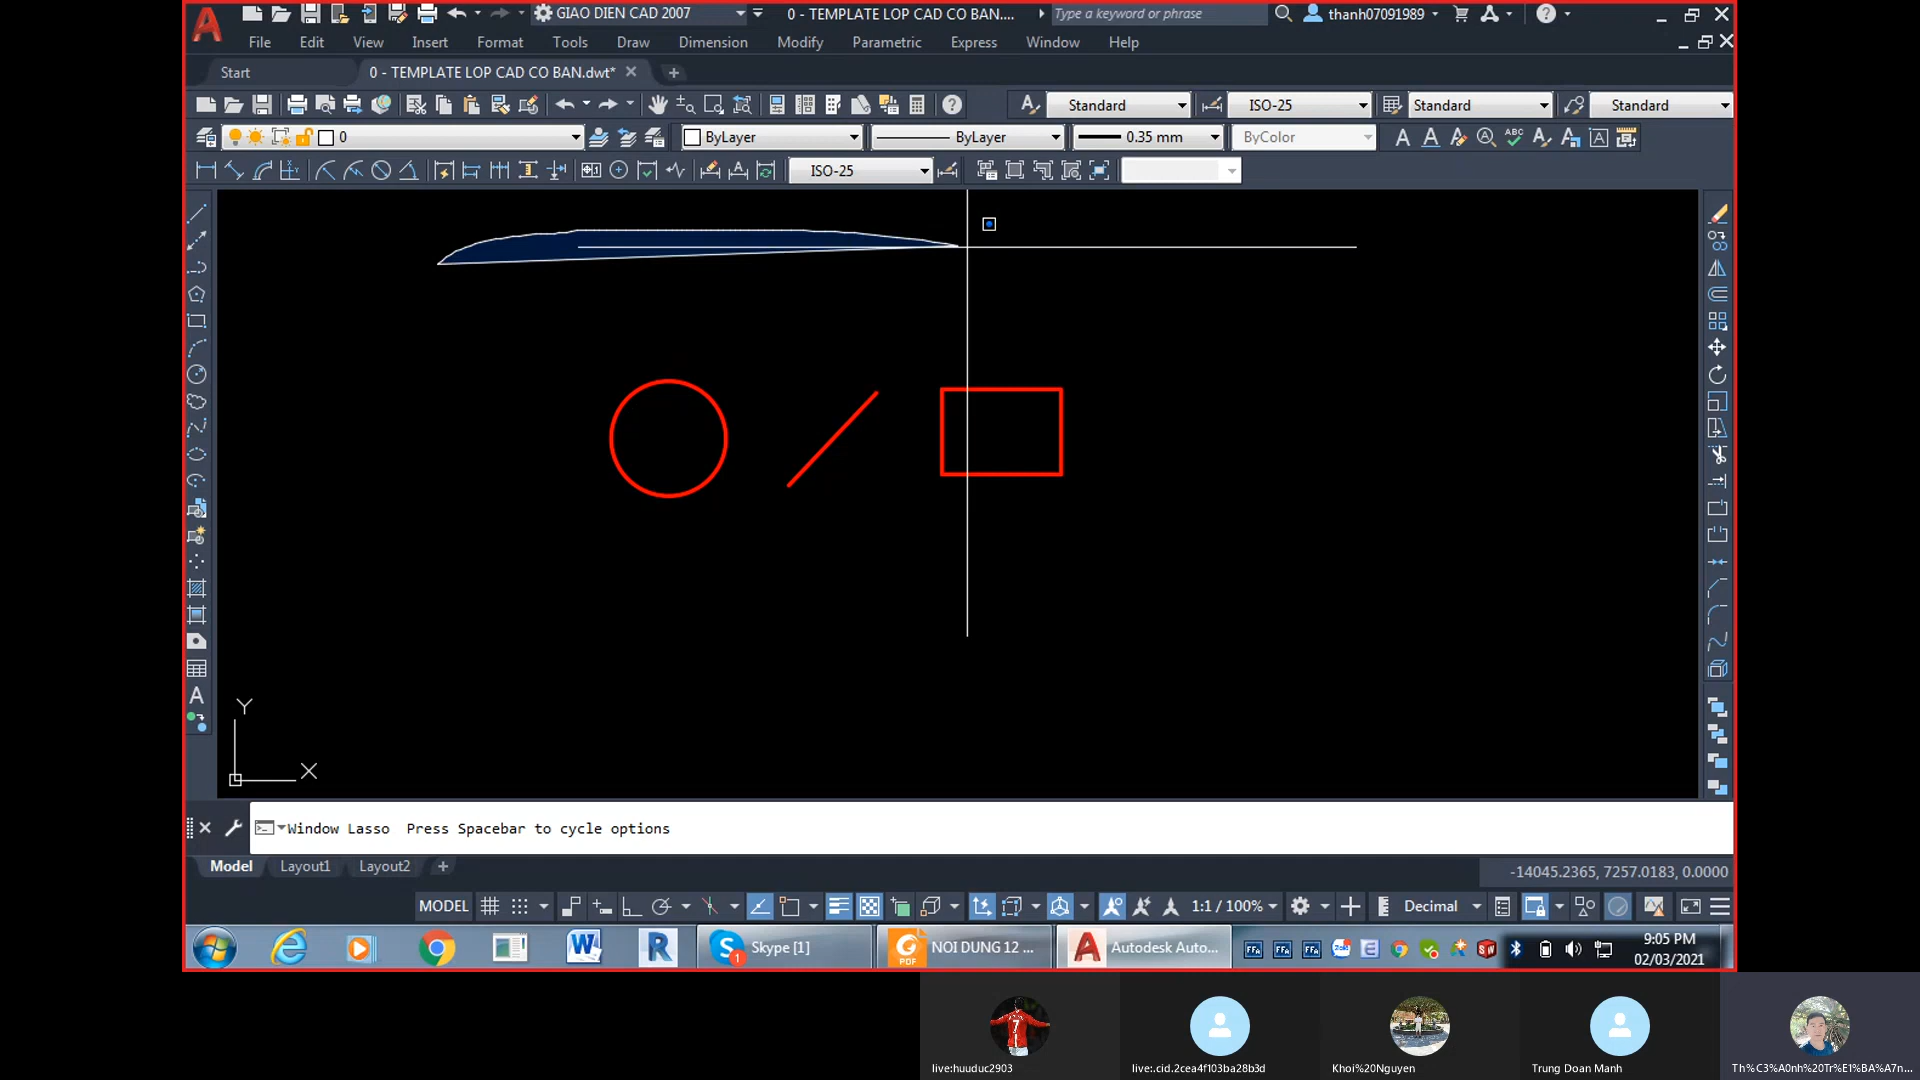 GIAO DIEN CAD 2007
0 - TEMPLATE LOP CAD CO BAN....
Type a keyword or phrase
thanh07091989
File Edit View Insert Format Tools Draw Dimension Modify Parametric Express Window Help
Start
0 - TEMPLATE LOP CAD CO BAN.dwt*
Standard
ISO-25
Standard
Standard
0
ByLayer
ByLayer
0.35 mm
ByColor
ISO-25
Y
X
Window Lasso  Press Spacebar to cycle options
Model Layout1 Layout2
-14045.2365, 7257.0183, 0.0000
MODEL
1:1 / 100%
Decimal
Skype [1]
NOI DUNG 12 ...
Autodesk Auto...
9:05 PM
02/03/2021
live:huuduc2903
live:.cid.2cea4f103ba28b3d
Khoi%20Nguyen
Trung Doan Manh
Th%C3%A0nh%20Tr%E1%BA%A7n...